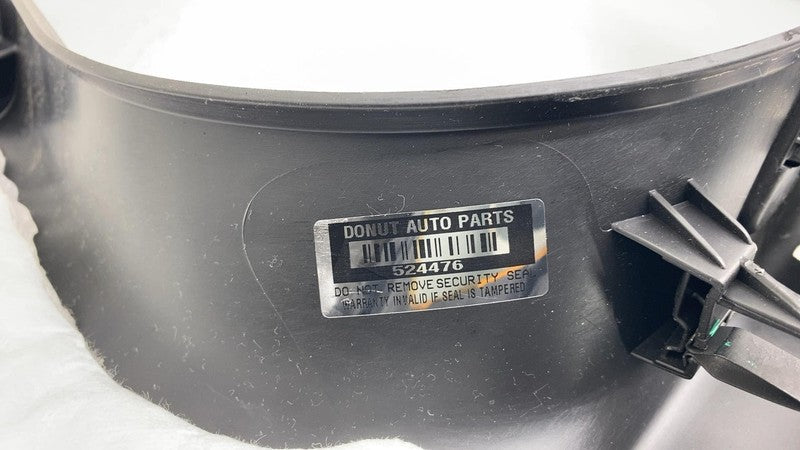 DONUT AUTO PARTS
524476
DO NOT REMOVE SECURITY SEAL
WARRANTY INVALID IF SEAL IS TAMPERED